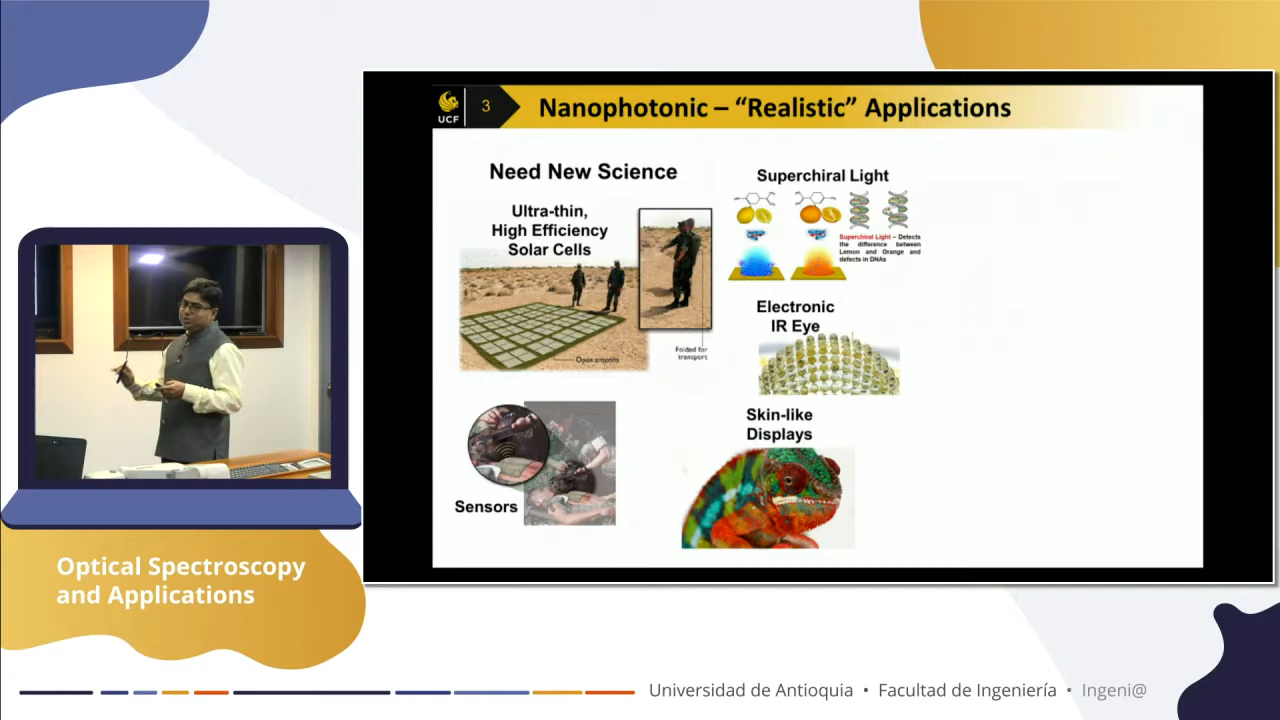 UCF
3
Nanophotonic – “Realistic” Applications
Need New Science
Ultra-thin,
High Efficiency
Solar Cells
Open antenna
Folded for
transport
Superchiral Light
Superchiral Light – Detects
the difference between
Lemon and Orange and
defects in DNAs
Electronic
IR Eye
Skin-like
Displays
Sensors
Optical Spectroscopy
and Applications
Universidad de Antioquia • Facultad de Ingeniería • Ingeni@